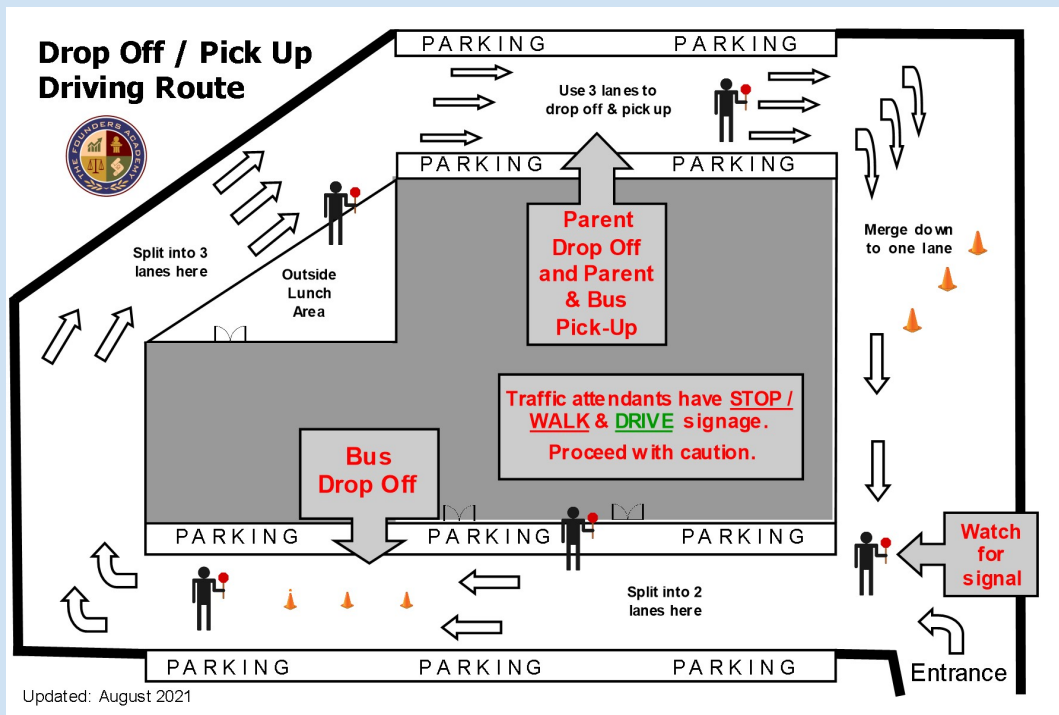 Drop Off / Pick Up
Driving Route
THE FOUNDERS ACADEMY
PARKING PARKING
Use 3 lanes to
drop off & pick up
PARKING PARKING
Split into 3
lanes here
Outside
Lunch
Area
Parent
Drop Off
and Parent
& Bus
Pick-Up
Merge down
to one lane
Traffic attendants have STOP /
WALK & DRIVE signage.
Proceed with caution.
Bus
Drop Off
PARKING PARKING PARKING
Watch
for
signal
Split into 2
lanes here
PARKING PARKING PARKING
Entrance
Updated: August 2021